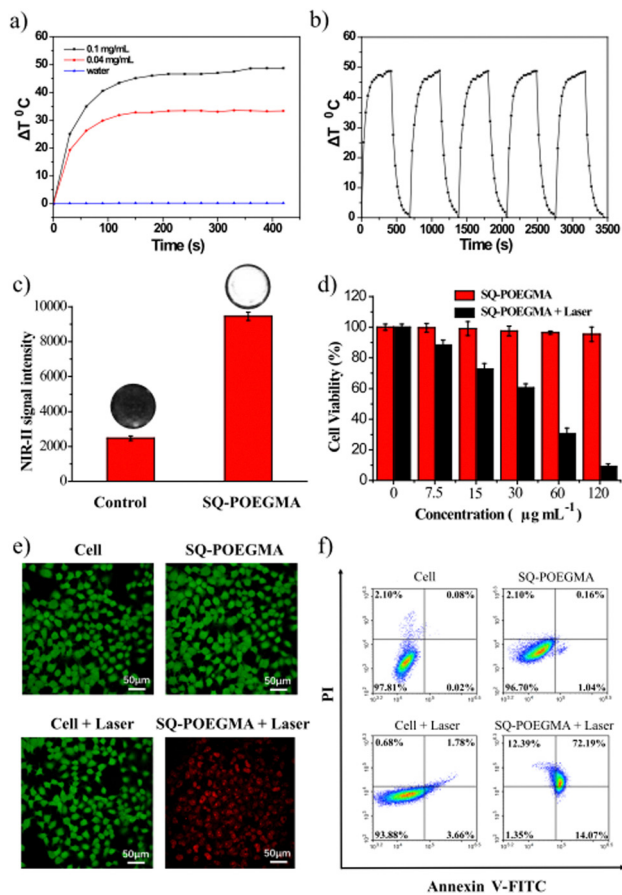 a)
0.1 mg/mL
0.04 mg/mL
water
ΔT ⁰C
60
50
40
30
20
10
0
0 100 200 300 400
Time (s)
b)
ΔT ⁰C
60
50
40
30
20
10
0
0 500 1000 1500 2000 2500 3000 3500
Time (s)
c)
NIR-II signal intensity
10000
8000
6000
4000
2000
0
Control SQ-POEGMA
d)
SQ-POEGMA
SQ-POEGMA + Laser
Cell Viability (%)
120
100
80
60
40
20
0
0 7.5 15 30 60 120
Concentration ( μg mL⁻¹)
e)
Cell SQ-POEGMA
50μm 50μm
Cell + Laser SQ-POEGMA + Laser
50μm 50μm
f)
PI
Cell SQ-POEGMA
2.10% 0.08% 2.10% 0.16%
97.81% 0.02% 96.70% 1.04%
Cell + Laser SQ-POEGMA + Laser
0.68% 1.78% 12.39% 72.19%
93.88% 3.66% 1.35% 14.07%
Annexin V-FITC